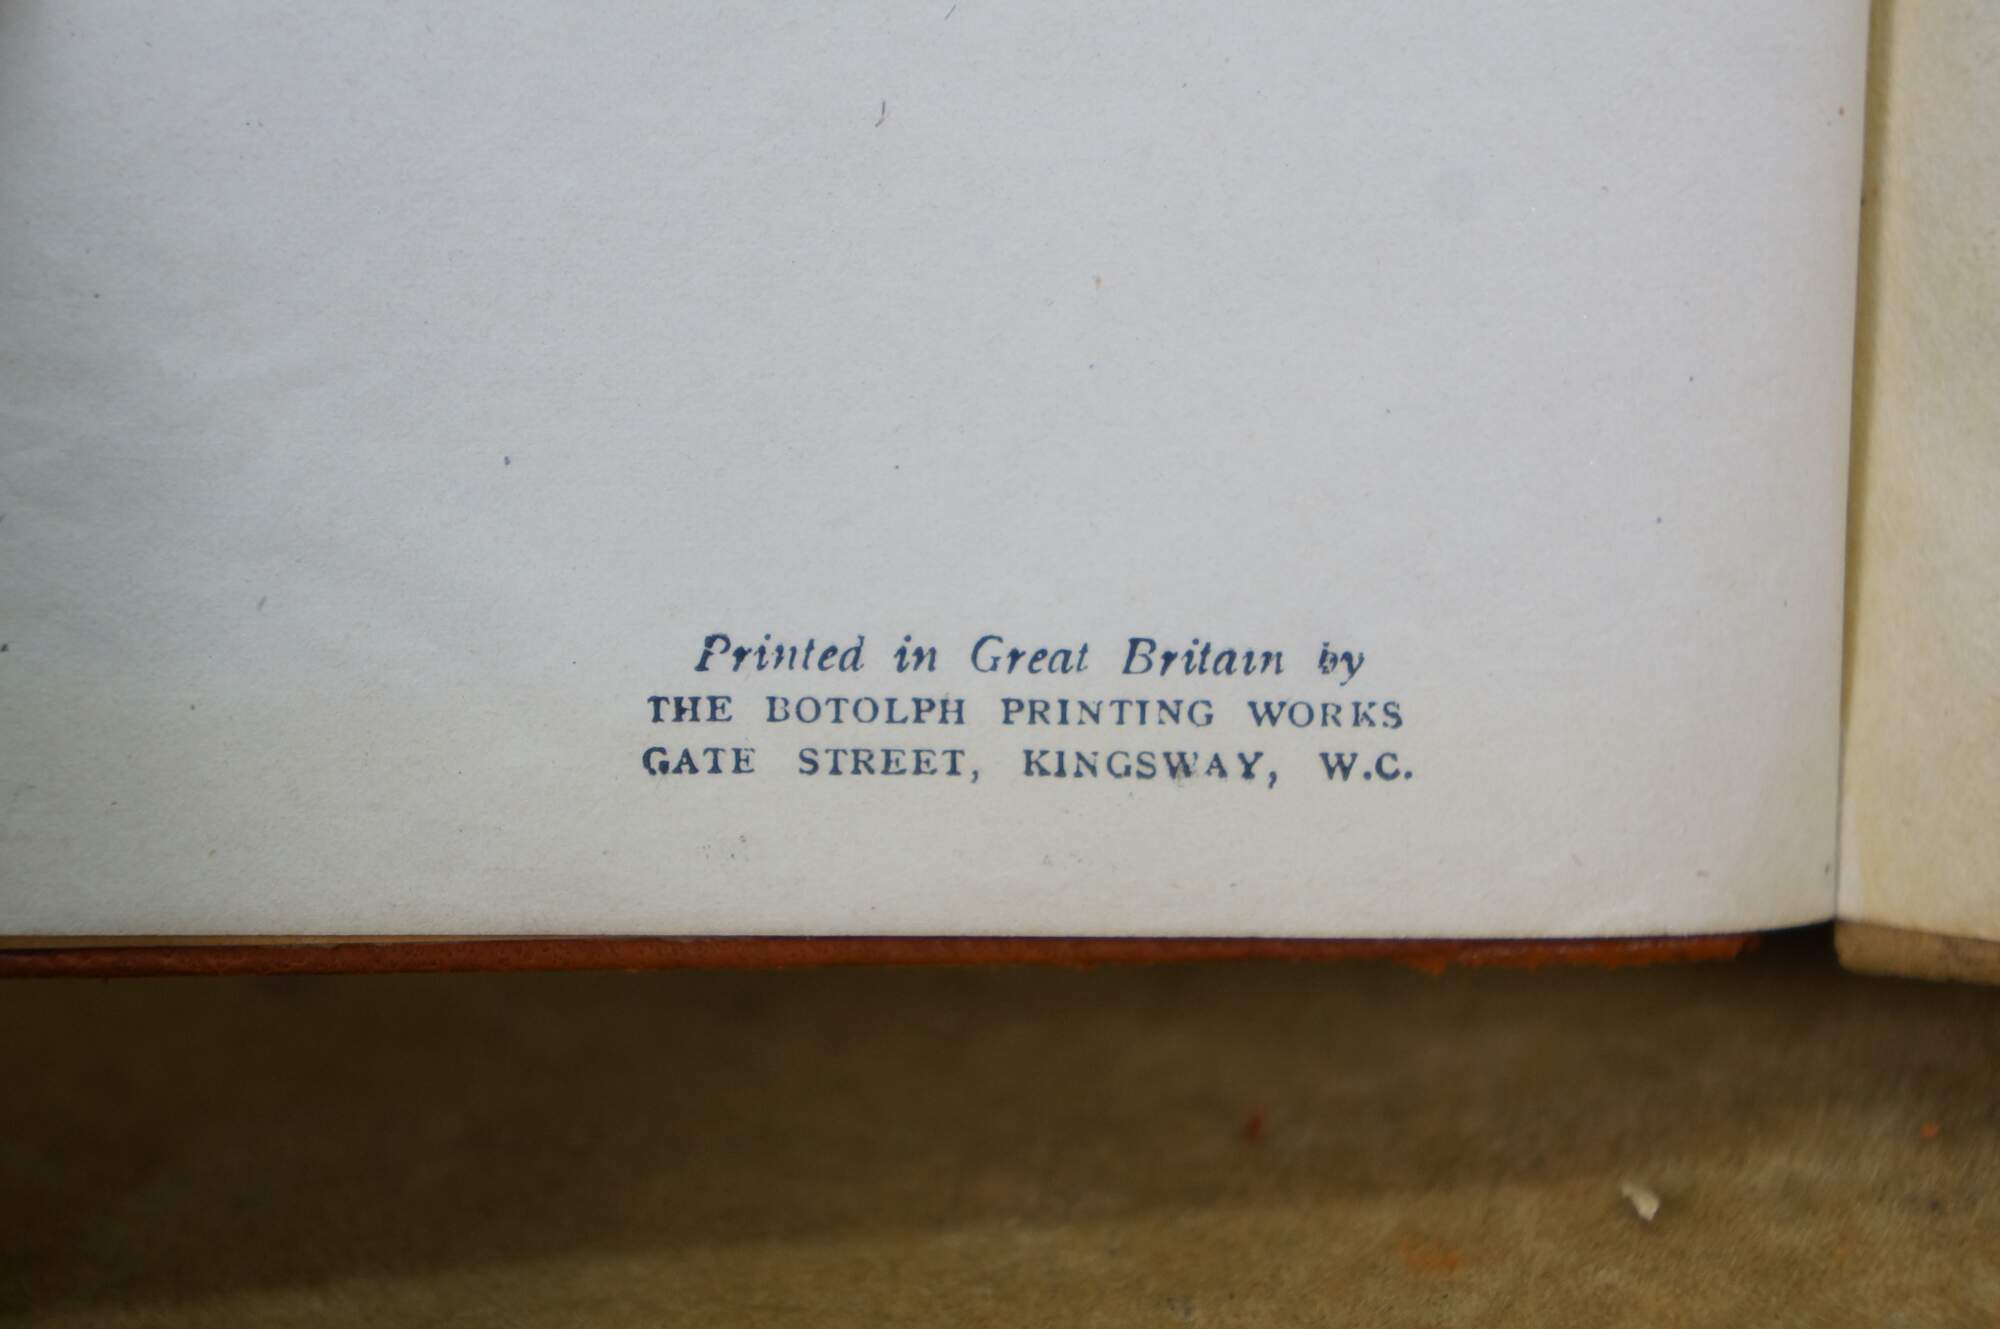 Printed in Great Britain by
THE BOTOLPH PRINTING WORKS
GATE STREET, KINGSWAY, W.C.